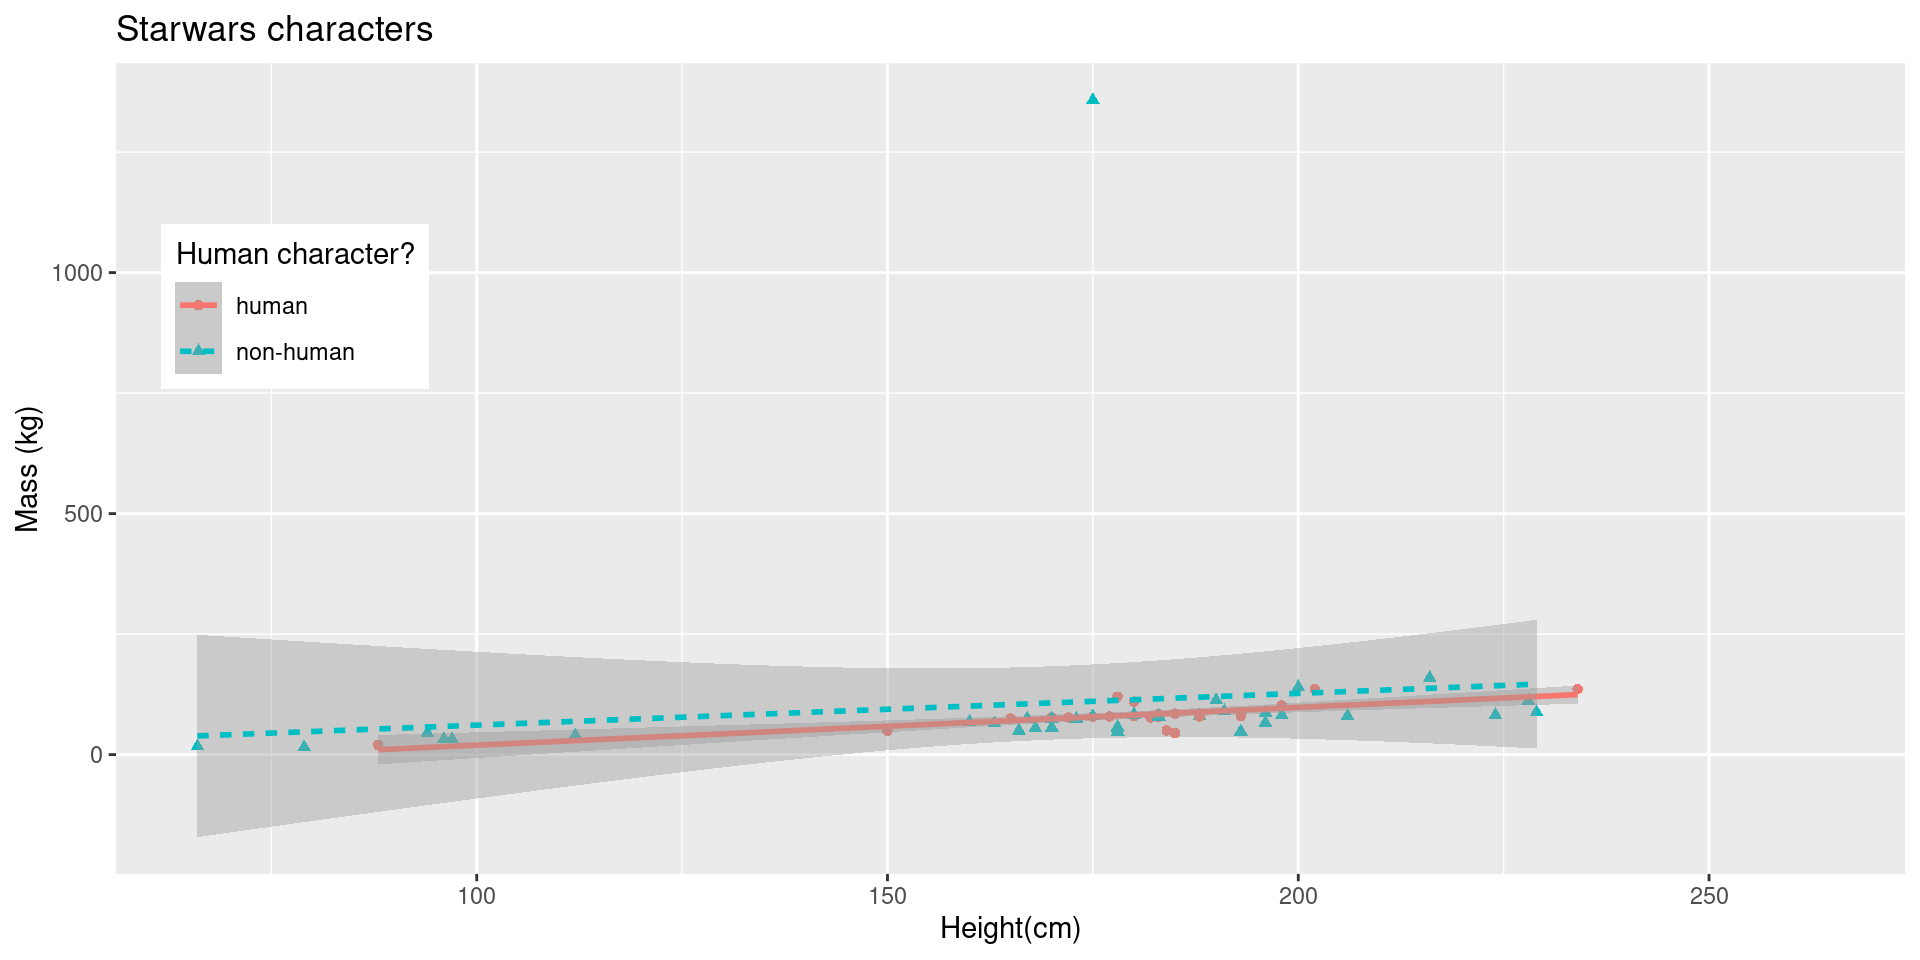 Starwars characters
Human character?
human
non-human
Mass (kg)
1000
500
0
100
150
200
250
Height(cm)